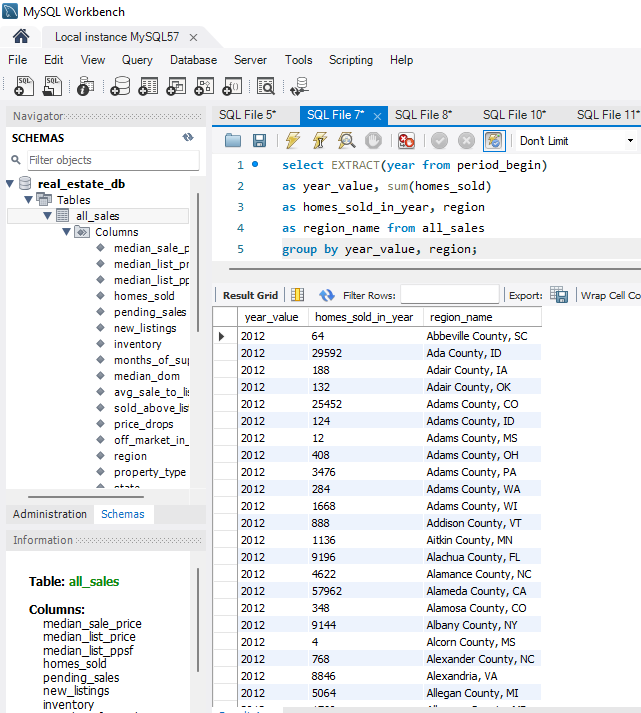 MySQL Workbench
Local instance MySQL57 ×
File Edit View Query Database Server Tools Scripting Help
Navigator
SCHEMAS
Filter objects
real_estate_db
Tables
all_sales
Columns
median_sale_p
median_list_pr
median_list_pp
homes_sold
pending_sales
new_listings
inventory
months_of_sup
median_dom
avg_sale_to_lis
sold_above_lis
price_drops
off_market_in_
region
property_type
state
Administration Schemas
Information
Table: all_sales
Columns:
median_sale_price
median_list_price
median_list_ppsf
homes_sold
pending_sales
new_listings
inventory
SQL File 5* SQL File 7* × SQL File 8* SQL File 10* SQL File 11*
Don't Limit
1 select EXTRACT(year from period_begin)
2 as year_value, sum(homes_sold)
3 as homes_sold_in_year, region
4 as region_name from all_sales
5 group by year_value, region;
Result Grid Filter Rows: Export: Wrap Cell Co
year_value homes_sold_in_year region_name
2012 64 Abbeville County, SC
2012 29592 Ada County, ID
2012 188 Adair County, IA
2012 132 Adair County, OK
2012 25452 Adams County, CO
2012 124 Adams County, ID
2012 12 Adams County, MS
2012 408 Adams County, OH
2012 3476 Adams County, PA
2012 284 Adams County, WA
2012 1668 Adams County, WI
2012 888 Addison County, VT
2012 1136 Aitkin County, MN
2012 9196 Alachua County, FL
2012 4622 Alamance County, NC
2012 57962 Alameda County, CA
2012 348 Alamosa County, CO
2012 9144 Albany County, NY
2012 4 Alcorn County, MS
2012 768 Alexander County, NC
2012 8846 Alexandria, VA
2012 5064 Allegan County, MI